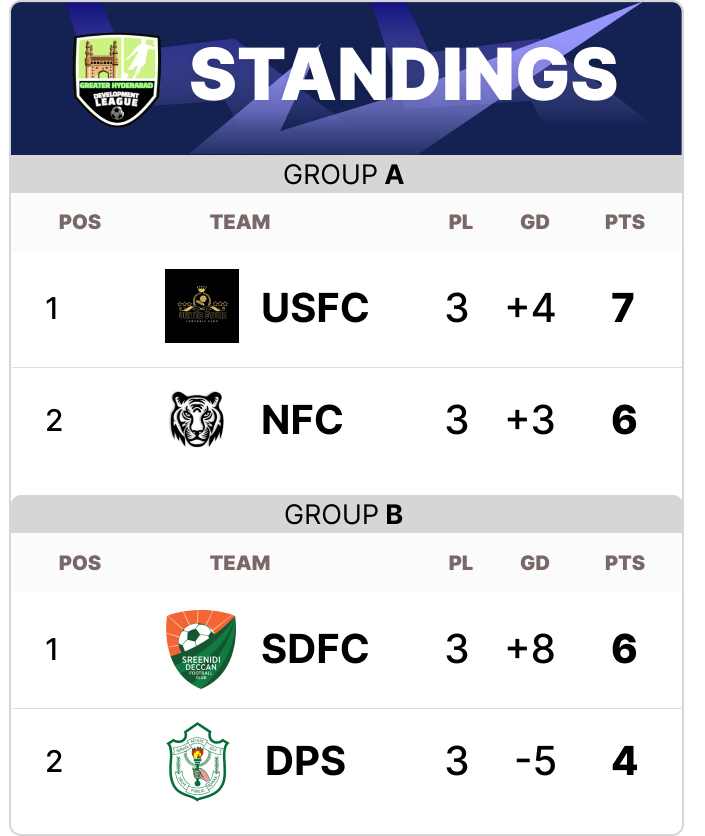 GREATER HYDERABAD
DEVELOPMENT
LEAGUE
STANDINGS
GROUP A
POS TEAM PL GD PTS
1 USFC 3 +4 7
2 NFC 3 +3 6
GROUP B
POS TEAM PL GD PTS
SREENIDI
DECCAN
FOOTBALL
CLUB
1 SDFC 3 +8 6
2 DPS 3 -5 4